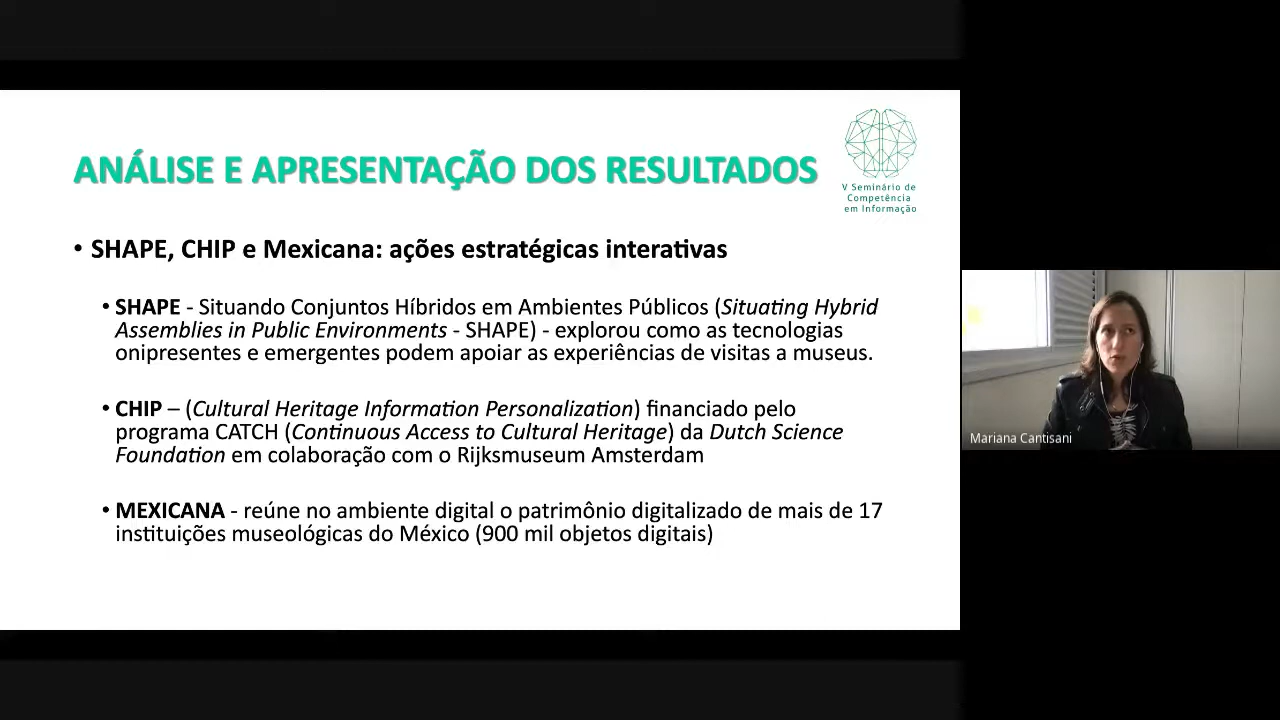 ANÁLISE E APRESENTAÇÃO DOS RESULTADOS
V Seminário de
Competência
em Informação
• SHAPE, CHIP e Mexicana: ações estratégicas interativas
• SHAPE - Situando Conjuntos Híbridos em Ambientes Públicos (Situating Hybrid
Assemblies in Public Environments - SHAPE) - explorou como as tecnologias
onipresentes e emergentes podem apoiar as experiências de visitas a museus.
• CHIP – (Cultural Heritage Information Personalization) financiado pelo
programa CATCH (Continuous Access to Cultural Heritage) da Dutch Science
Foundation em colaboração com o Rijksmuseum Amsterdam
• MEXICANA - reúne no ambiente digital o patrimônio digitalizado de mais de 17
instituições museológicas do México (900 mil objetos digitais)
Mariana Cantisani